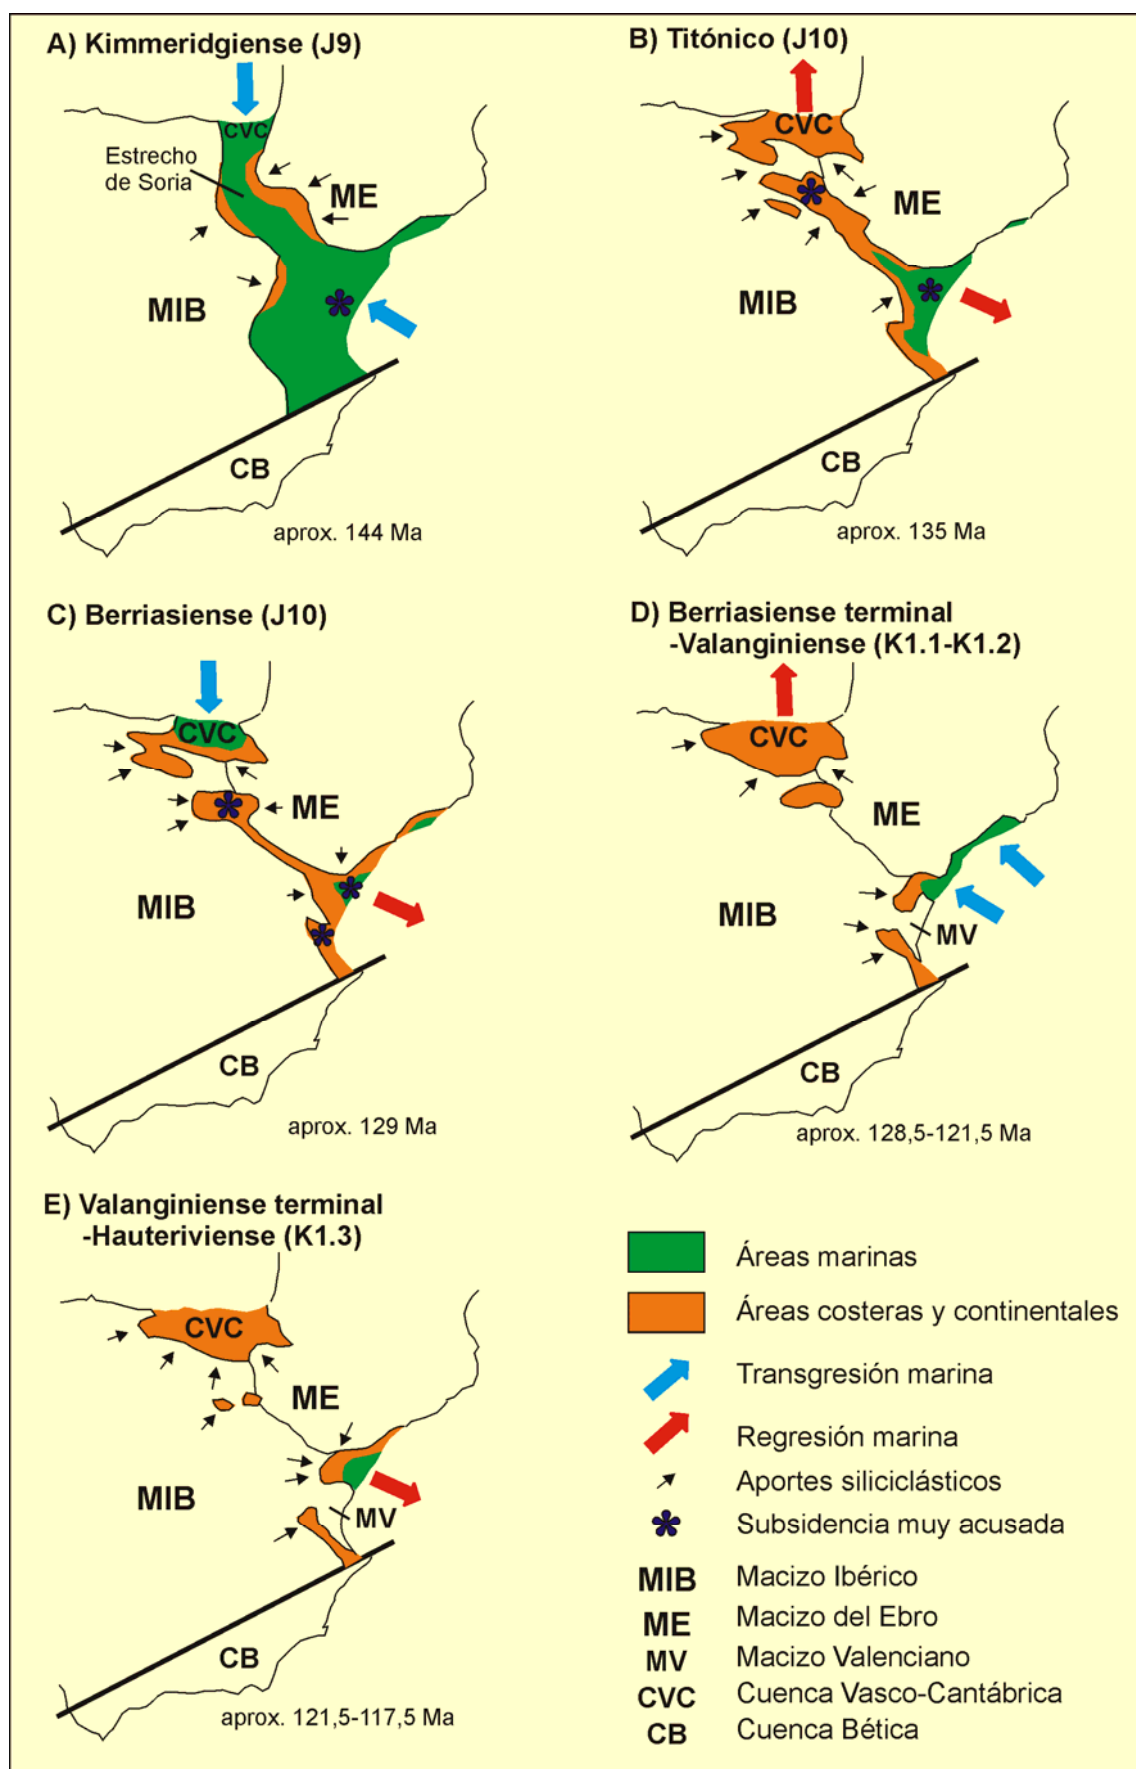 A) Kimmeridgiense (J9)
CVC
Estrecho
de Soria
ME
MIB
CB
aprox. 144 Ma
B) Titónico (J10)
CVC
ME
MIB
CB
aprox. 135 Ma
C) Berriasiense (J10)
CVC
ME
MIB
CB
aprox. 129 Ma
D) Berriasiense terminal
-Valanginiense (K1.1-K1.2)
CVC
ME
MIB
MV
CB
aprox. 128,5-121,5 Ma
E) Valanginiense terminal
-Hauteriviense (K1.3)
CVC
ME
MIB
MV
CB
aprox. 121,5-117,5 Ma
Áreas marinas
Áreas costeras y continentales
Transgresión marina
Regresión marina
Aportes siliciclásticos
Subsidencia muy acusada
MIB Macizo Ibérico
ME Macizo del Ebro
MV Macizo Valenciano
CVC Cuenca Vasco-Cantábrica
CB Cuenca Bética